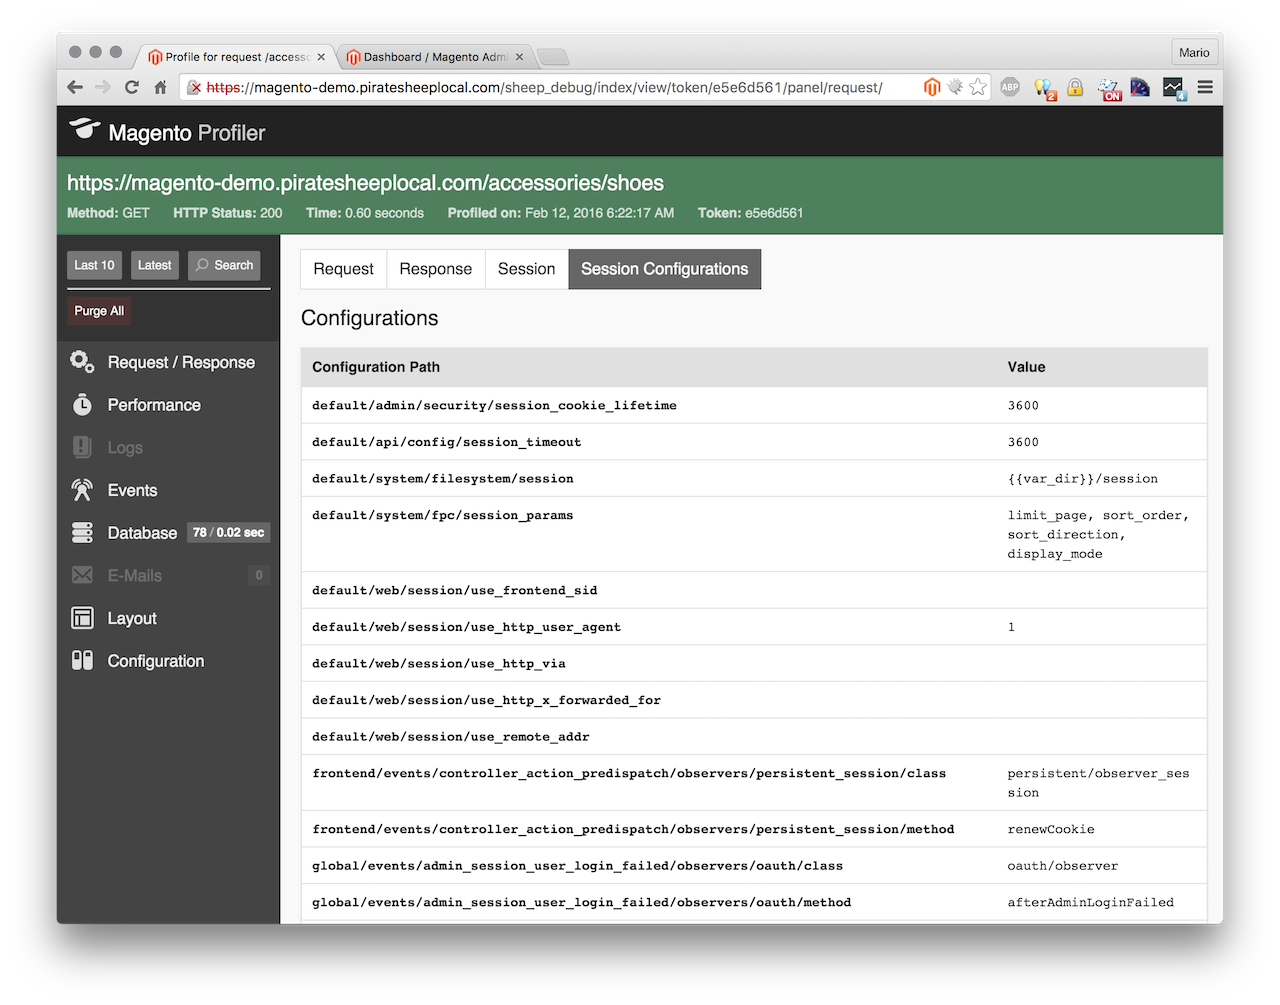 Profile for request /accesso
Dashboard / Magento Admi
Mario
https://magento-demo.piratesheeplocal.com/sheep_debug/index/view/token/e5e6d561/panel/request/
ABP
2
ON
4
Magento Profiler
https://magento-demo.piratesheeplocal.com/accessories/shoes
Method: GET HTTP Status: 200 Time: 0.60 seconds Profiled on: Feb 12, 2016 6:22:17 AM Token: e5e6d561
Last 10 Latest Search
Purge All
Request / Response
Performance
Logs
Events
Database 78 / 0.02 sec
E-Mails 0
Layout
Configuration
Request Response Session Session Configurations
Configurations
Configuration Path Value
default/admin/security/session_cookie_lifetime 3600
default/api/config/session_timeout 3600
default/system/filesystem/session {{var_dir}}/session
default/system/fpc/session_params limit_page, sort_order,
sort_direction,
display_mode
default/web/session/use_frontend_sid
default/web/session/use_http_user_agent 1
default/web/session/use_http_via
default/web/session/use_http_x_forwarded_for
default/web/session/use_remote_addr
frontend/events/controller_action_predispatch/observers/persistent_session/class persistent/observer_ses
sion
frontend/events/controller_action_predispatch/observers/persistent_session/method renewCookie
global/events/admin_session_user_login_failed/observers/oauth/class oauth/observer
global/events/admin_session_user_login_failed/observers/oauth/method afterAdminLoginFailed